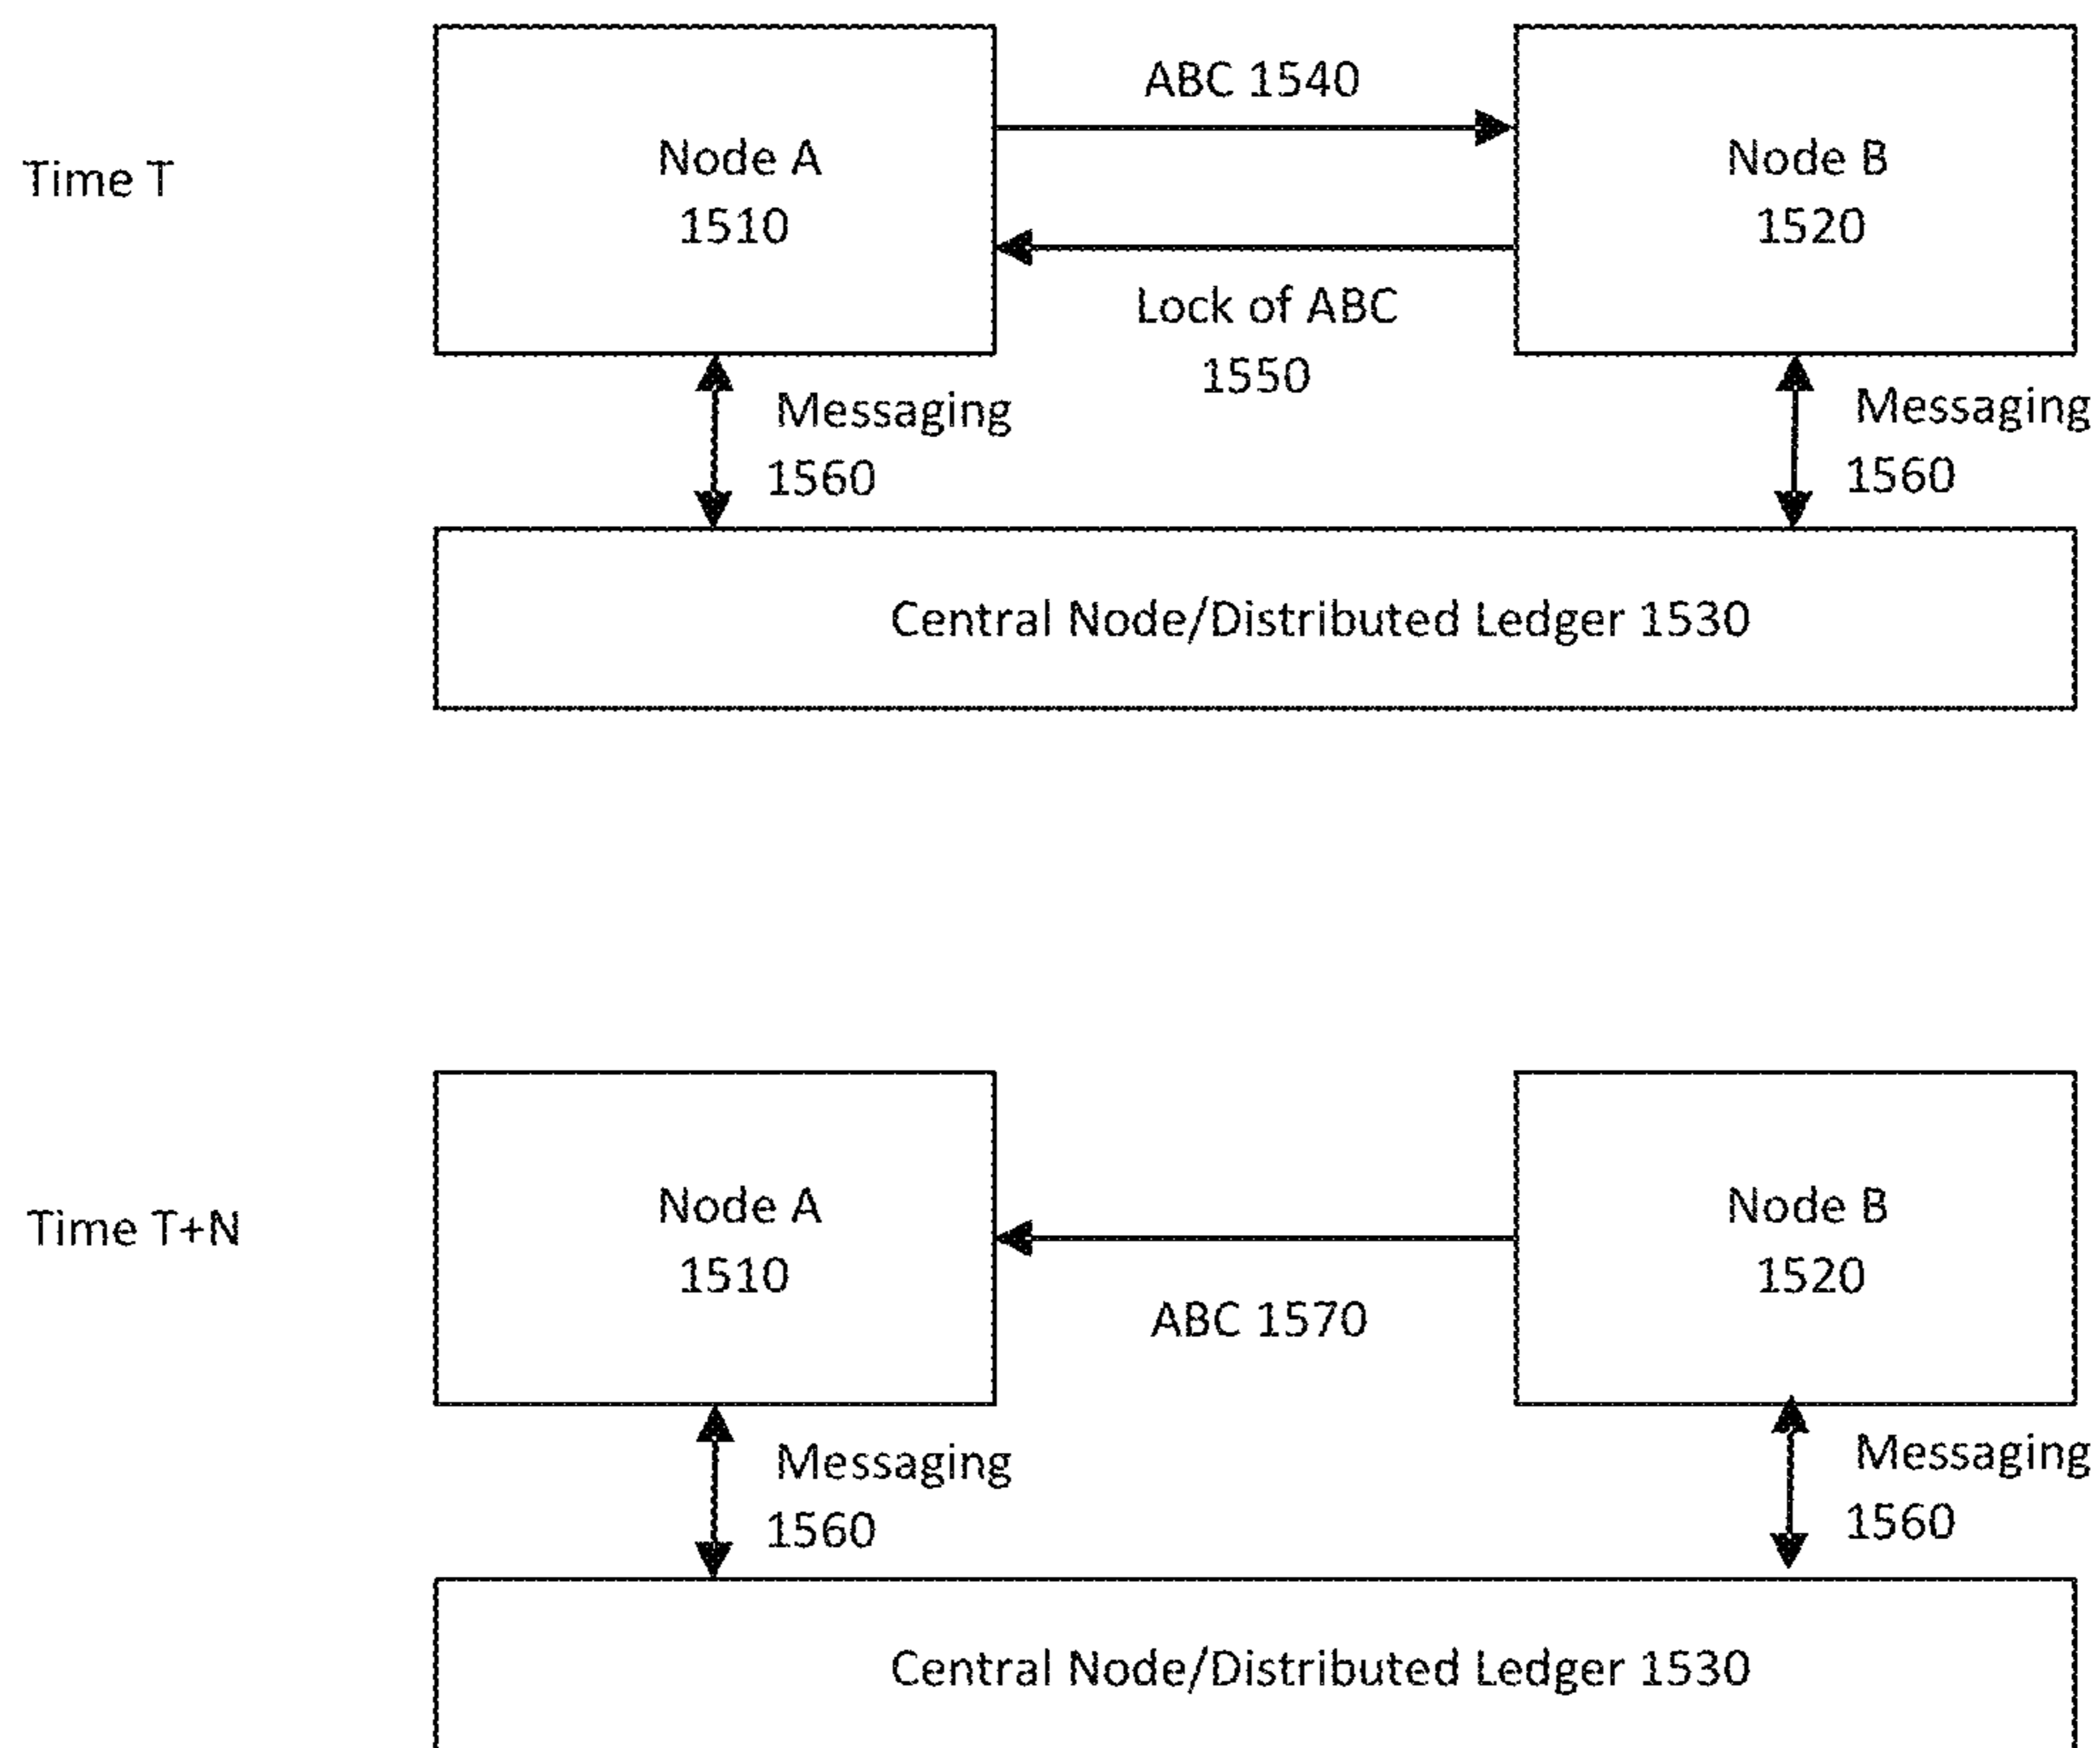 Time T
Node A
1510
ABC 1540
Lock of ABC
1550
Node B
1520
Messaging
1560
Messaging
1560
Central Node/Distributed Ledger 1530
Time T+N
Node A
1510
ABC 1570
Node B
1520
Messaging
1560
Messaging
1560
Central Node/Distributed Ledger 1530